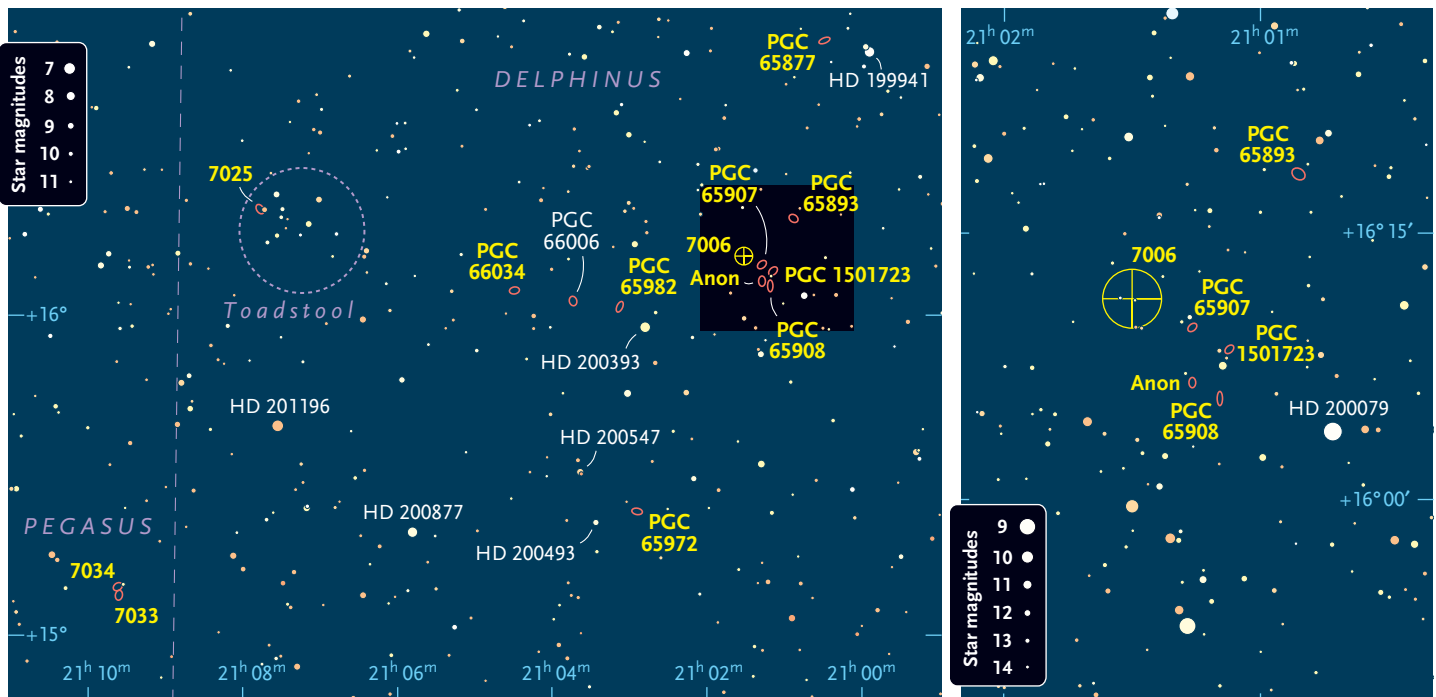 Star magnitudes
7
8
9
10
11
DELPHINUS
PGC
65877
HD 199941
7025
PGC
65907
PGC
65893
PGC
66006
7006
PGC
66034
PGC
65982
Anon
PGC 1501723
Toadstool
+16°
PGC
65908
HD 200393
HD 201196
HD 200547
HD 200877
PEGASUS
HD 200493
PGC
65972
7034
7033
+15°
21h 10m
21h 08m
21h 06m
21h 04m
21h 02m
21h 00m
21h 02m
21h 01m
PGC
65893
+16° 15′
7006
PGC
65907
PGC
1501723
Anon
PGC
65908
HD 200079
+16° 00′
Star magnitudes
9
10
11
12
13
14